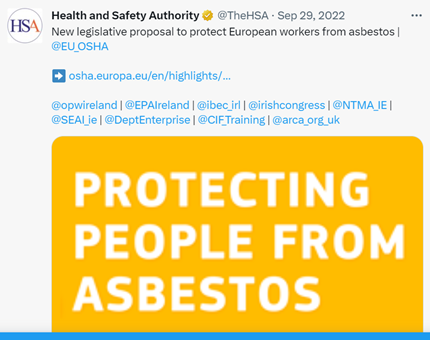 HSA
Health and Safety Authority @TheHSA · Sep 29, 2022
New legislative proposal to protect European workers from asbestos |
@EU_OSHA
➡️ osha.europa.eu/en/highlights/...
@opwireland | @EPAIreland | @ibec_irl | @irishcongress | @NTMA_IE |
@SEAI_ie | @DeptEnterprise | @CIF_Training | @arca_org_uk
PROTECTING
PEOPLE FROM
ASBESTOS